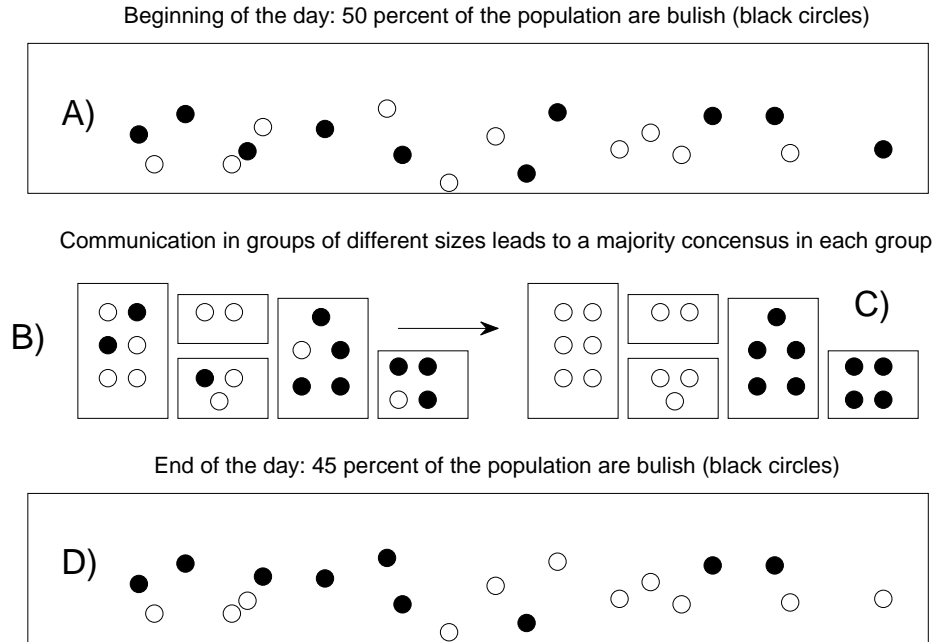 Beginning of the day: 50 percent of the population are bulish (black circles)
A)
Communication in groups of different sizes leads to a majority concensus in each group
B)
C)
End of the day: 45 percent of the population are bulish (black circles)
D)